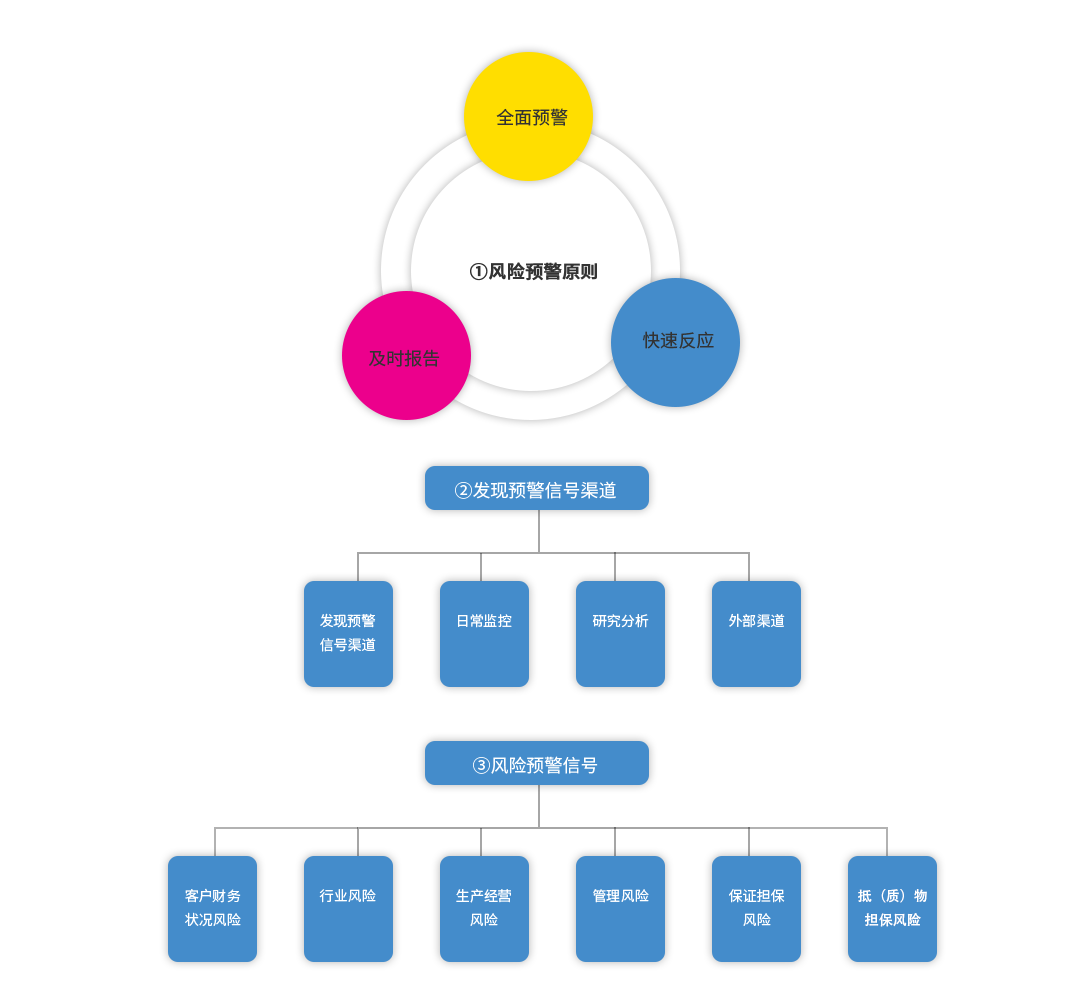 全面预警
①风险预警原则
快速反应
及时报告
②发现预警信号渠道
发现预警
信号渠道
日常监控
研究分析
外部渠道
③风险预警信号
客户财务
状况风险
行业风险
生产经营
风险
管理风险
保证担保
风险
抵（质）物
担保风险